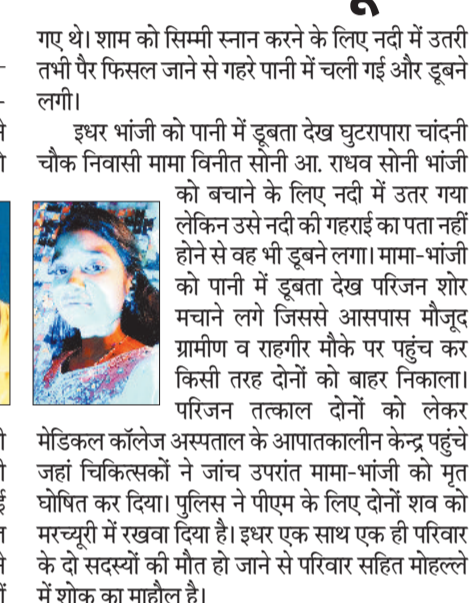 गए थे। शाम को सिम्मी स्नान करने के लिए नदी में उतरी
तभी पैर फिसल जाने से गहरे पानी में चली गई और डूबने
लगी।
इधर भांजी को पानी में डूबता देख घुटरापारा चांदनी
चौक निवासी मामा विनीत सोनी आ. राधव सोनी भांजी
को बचाने के लिए नदी में उतर गया
लेकिन उसे नदी की गहराई का पता नहीं
होने से वह भी डूबने लगा। मामा-भांजी
को पानी में डूबता देख परिजन शोर
मचाने लगे जिससे आसपास मौजूद
ग्रामीण व राहगीर मौके पर पहुंच कर
किसी तरह दोनों को बाहर निकाला।
परिजन तत्काल दोनों को लेकर
मेडिकल कॉलेज अस्पताल के आपातकालीन केन्द्र पहुंचे
जहां चिकित्सकों ने जांच उपरांत मामा-भांजी को मृत
घोषित कर दिया। पुलिस ने पीएम के लिए दोनों शव को
मरच्यूरी में रखवा दिया है। इधर एक साथ एक ही परिवार
के दो सदस्यों की मौत हो जाने से परिवार सहित मोहल्ले
में शोक का माहौल है।